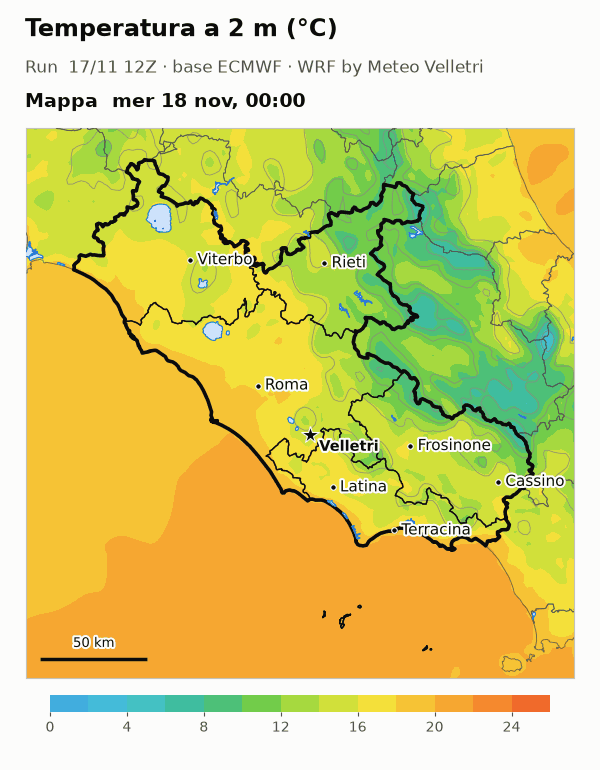 Temperatura a 2 m (°C)
Run  17/11 12Z · base ECMWF · WRF by Meteo Velletri
Mappa  mer 18 nov, 00:00
Viterbo
Rieti
Roma
Velletri
Frosinone
Latina
Cassino
Terracina
50 km
0 4 8 12 16 20 24